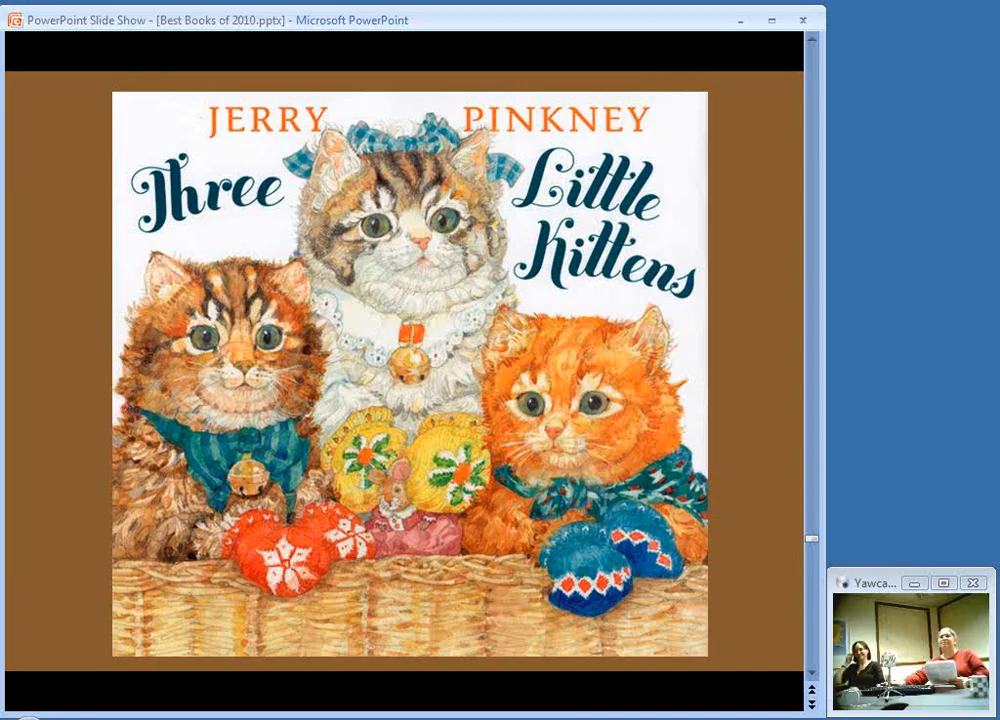 PowerPoint Slide Show - [Best Books of 2010.pptx] - Microsoft PowerPoint
JERRY PINKNEY
Three Little
Kittens
Yawca...